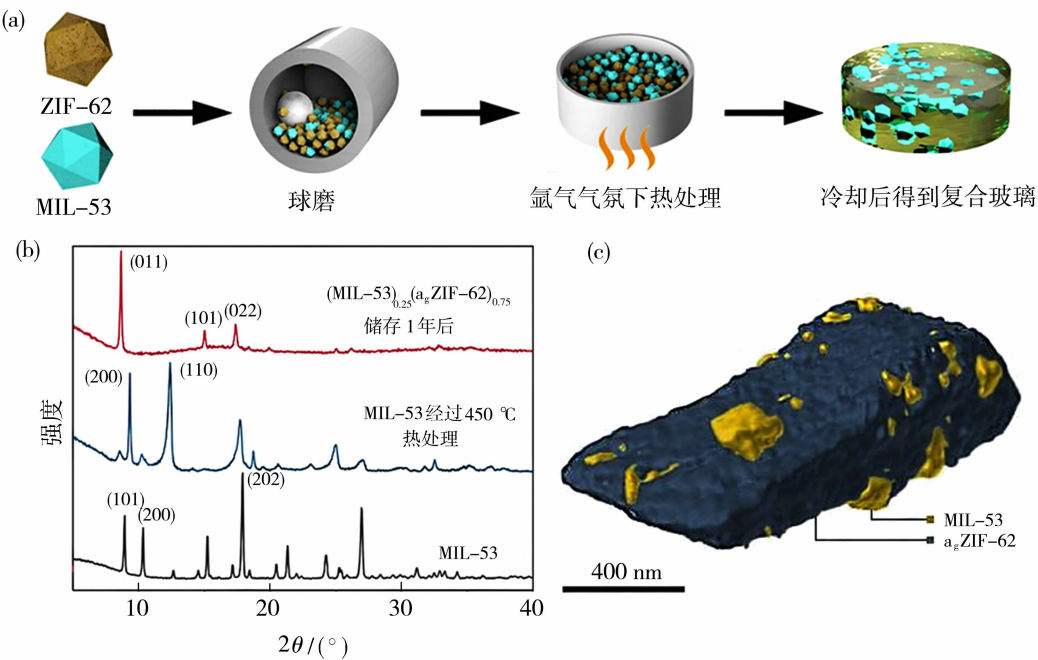 (a)
ZIF-62
MIL-53
球磨
氩气气氛下热处理
冷却后得到复合玻璃
(b)
(011)
(101)
(022)
(MIL-53)0.25(agZIF-62)0.75
储存1年后
(200)
(110)
MIL-53经过450 ℃
热处理
(101)
(200)
(202)
MIL-53
强度
10
20
30
40
2θ/(°)
(c)
MIL-53
agZIF-62
400 nm